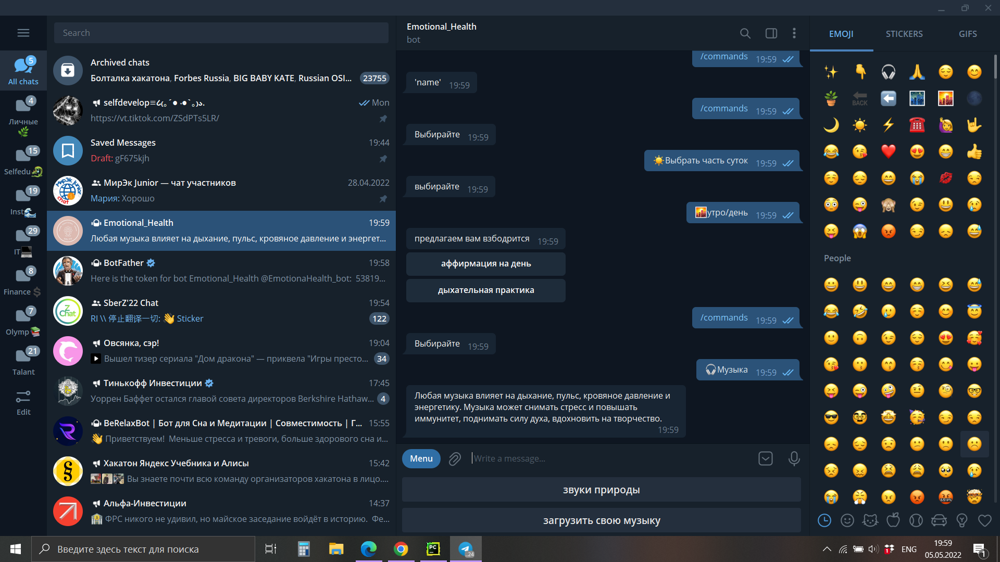 Search
5
All chats
4
Личные
15
Selfedu
19
Inst
29
IT
8
Finance
7
Olymp
21
Talant
Edit
Archived chats
Болталка хакатона, Forbes Russia, BIG BABY KATE, Russian OSI... 23755
selfdevelop Mon
https://vt.tiktok.com/ZSdPTs5LR/
Saved Messages 19:44
Draft: gF675kjh
МирЭк Junior — чат участников 28.04.2022
Мария: Хорошо
Emotional_Health 19:59
Любая музыка влияет на дыхание, пульс, кровяное давление и энергет...
BotFather 19:58
Here is the token for bot Emotional_Health @EmotionaHealth_bot: 53819...
Z Chat
SberZ'22 Chat 19:54
RI \\ 停止翻译一切: 👋 Sticker 122
Овсянка, сэр! 19:04
Вышел тизер сериала "Дом дракона" — приквела "Игры престо... 34
Тинькофф Инвестиции 17:45
Уоррен Баффет остался главой совета директоров Berkshire Hathaw... 4
BeRelaxBot | Бот для Сна и Медитации | Совместимость | Г... 15:55
👋 Приветствуем! Меньше стресса и тревоги, больше здорового сна и...
Хакатон Яндекс Учебника и Алисы 15:42
Вы знаете почти всю команду организаторов хакатона в лицо....
Альфа-Инвестиции 14:37
🏦 ФРС никого не удивил, но майское заседание войдёт в историю. Фе...
Emotional_Health
bot
/commands 19:59
'name' 19:59
/commands 19:59
Выбирайте 19:59
☀️Выбрать часть суток 19:59
выбирайте 19:59
🌇утро/день 19:59
предлагаем вам взбодрится 19:59
аффирмация на день
дыхательная практика
/commands 19:59
Выбирайте 19:59
🎧Музыка 19:59
Любая музыка влияет на дыхание, пульс, кровяное давление и
энергетику. Музыка может снимать стресс и повышать
иммунитет, поднимать силу духа, вдохновить на творчество.
19:59
Menu
Write a message...
звуки природы
загрузить свою музыку
EMOJI STICKERS GIFS
BACK
People
Введите здесь текст для поиска
PC
..24
1
ENG
19:59
05.05.2022
1